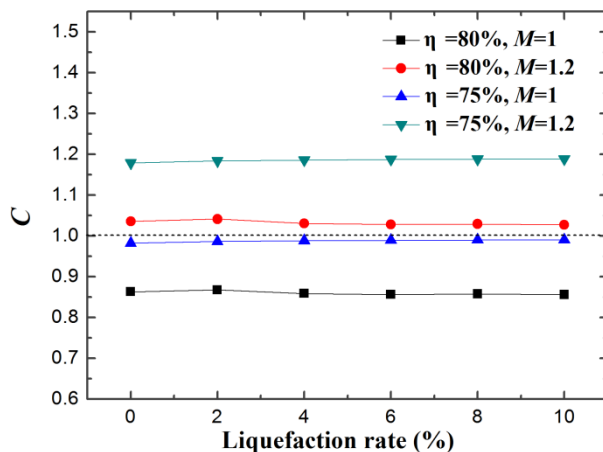 1.5
1.4
1.3
1.2
1.1
1.0
0.9
0.8
0.7
0.6
C
η =80%, M=1
η =80%, M=1.2
η =75%, M=1
η =75%, M=1.2
0 2 4 6 8 10
Liquefaction rate (%)